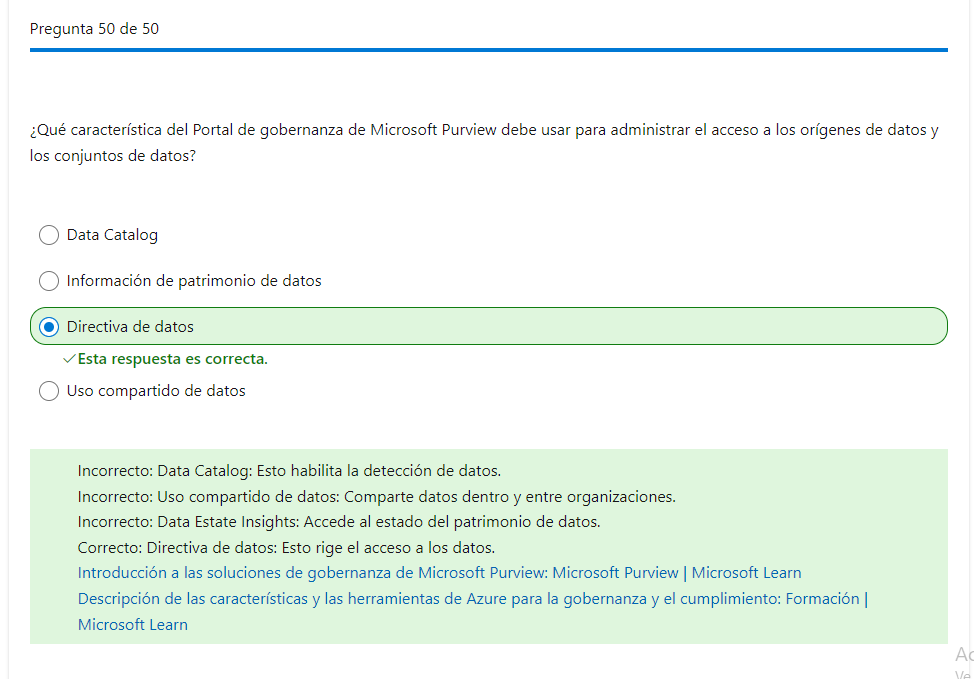 Pregunta 50 de 50
¿Qué característica del Portal de gobernanza de Microsoft Purview debe usar para administrar el acceso a los orígenes de datos y
los conjuntos de datos?
Data Catalog
Información de patrimonio de datos
Directiva de datos
Esta respuesta es correcta.
Uso compartido de datos
Incorrecto: Data Catalog: Esto habilita la detección de datos.
Incorrecto: Uso compartido de datos: Comparte datos dentro y entre organizaciones.
Incorrecto: Data Estate Insights: Accede al estado del patrimonio de datos.
Correcto: Directiva de datos: Esto rige el acceso a los datos.
Introducción a las soluciones de gobernanza de Microsoft Purview: Microsoft Purview | Microsoft Learn
Descripción de las características y las herramientas de Azure para la gobernanza y el cumplimiento: Formación |
Microsoft Learn